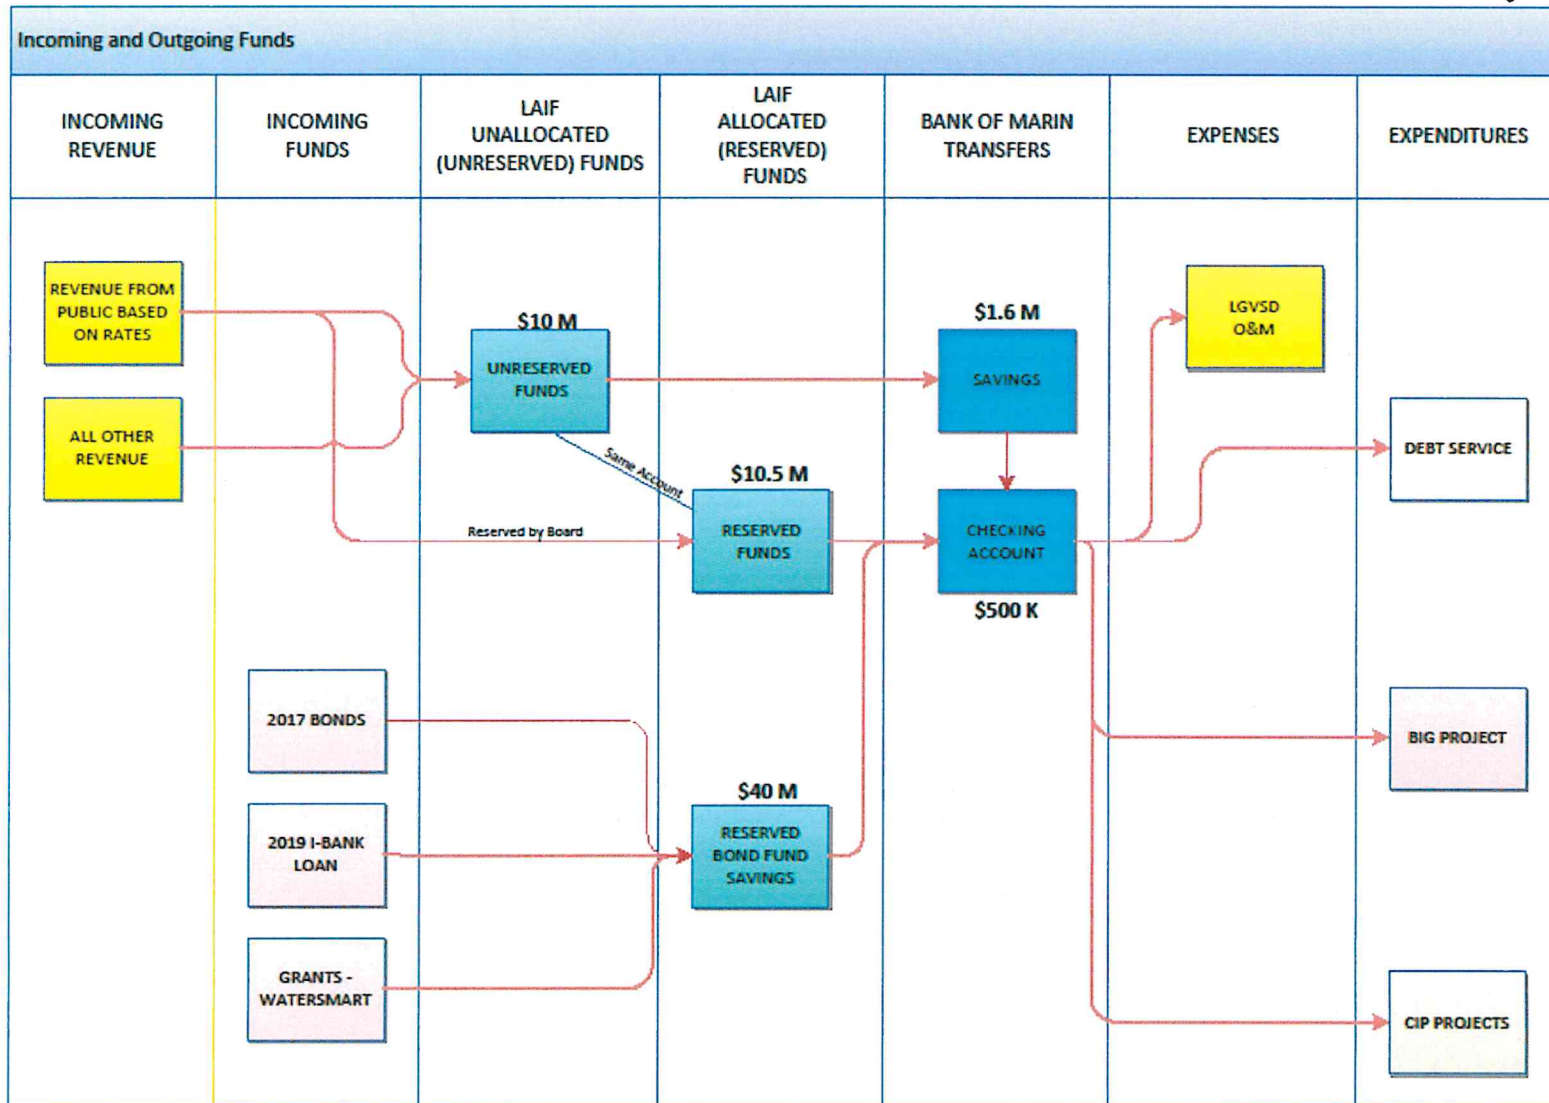 Incoming and Outgoing Funds
INCOMING
REVENUE
INCOMING
FUNDS
LAIF
UNALLOCATED
(UNRESERVED) FUNDS
LAIF
ALLOCATED
(RESERVED)
FUNDS
BANK OF MARIN
TRANSFERS
EXPENSES
EXPENDITURES
REVENUE FROM
PUBLIC BASED
ON RATES
ALL OTHER
REVENUE
$10 M
UNRESERVED
FUNDS
Same Account
Reserved by Board
$10.5 M
RESERVED
FUNDS
$1.6 M
SAVINGS
CHECKING
ACCOUNT
$500 K
LGVSD
O&M
DEBT SERVICE
2017 BONDS
2019 I-BANK
LOAN
GRANTS -
WATERSMART
$40 M
RESERVED
BOND FUND
SAVINGS
BIG PROJECT
CIP PROJECTS